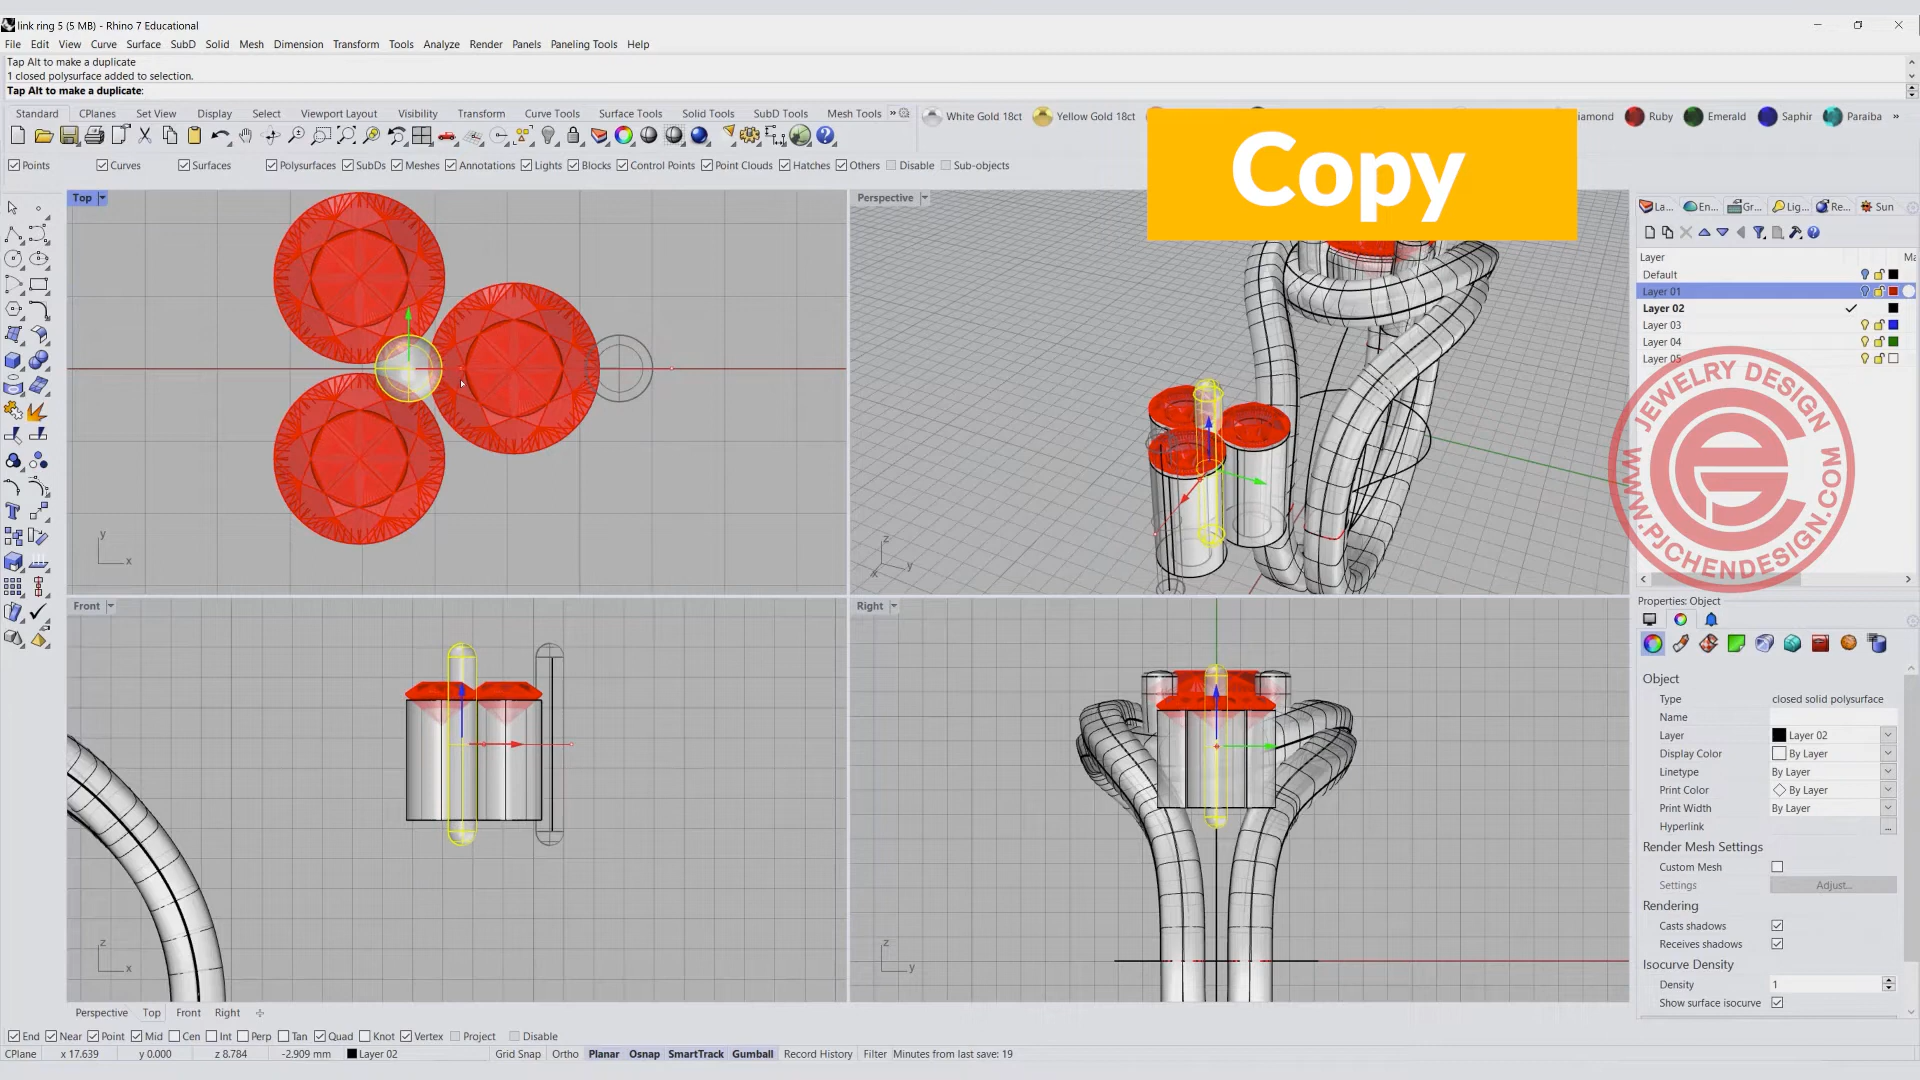 link ring 5 (5 MB) - Rhino 7 Educational
File Edit View Curve Surface SubD Solid Mesh Dimension Transform Tools Analyze Render Panels Paneling Tools Help
Tap Alt to make a duplicate
1 closed polysurface added to selection.
Tap Alt to make a duplicate:
Standard CPlanes Set View Display Select Viewport Layout Visibility Transform Curve Tools Surface Tools Solid Tools SubD Tools Mesh Tools »
White Gold 18ct Yellow Gold 18ct iamond Ruby Emerald Saphir Paraiba »
Copy
Points Curves Surfaces Polysurfaces SubDs Meshes Annotations Lights Blocks Control Points Point Clouds Hatches Others Disable Sub-objects
Top
Perspective
La... En... Gr... Lig... Re... Sun
Layer Ma
Default
Layer 01
Layer 02
Layer 03
Layer 04
Layer 05
JEWELRY DESIGN
WWW.PJCHENDESIGN.COM
y
x
z
y
x
Front
Right
z
x
z
y
Properties: Object
Object
Type closed solid polysurface
Name
Layer Layer 02
Display Color By Layer
Linetype By Layer
Print Color By Layer
Print Width By Layer
Hyperlink ...
Render Mesh Settings
Custom Mesh
Settings Adjust...
Rendering
Casts shadows
Receives shadows
Isocurve Density
Density 1
Show surface isocurve
Perspective Top Front Right
End Near Point Mid Cen Int Perp Tan Quad Knot Vertex Project Disable
CPlane x 17.639 y 0.000 z 8.784 -2.909 mm Layer 02 Grid Snap Ortho Planar Osnap SmartTrack Gumball Record History Filter Minutes from last save: 19